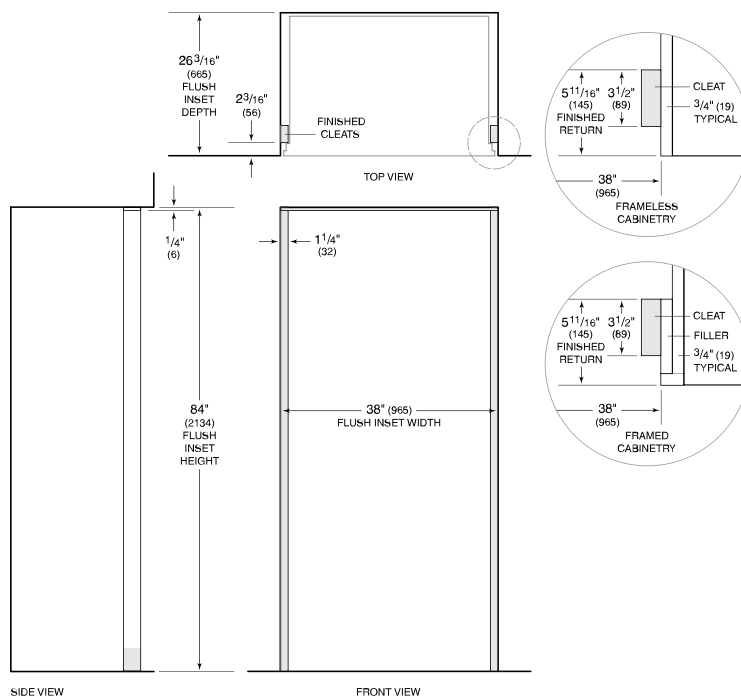 26 3/16"
(665)
FLUSH
INSET
DEPTH
2 3/16"
(56)
FINISHED
CLEATS
TOP VIEW
5 11/16"
(145)
FINISHED
RETURN
3 1/2"
(89)
CLEAT
3/4" (19)
TYPICAL
38"
(965)
FRAMELESS
CABINETRY
1/4"
(6)
1 1/4"
(32)
84"
(2134)
FLUSH
INSET
HEIGHT
38" (965)
FLUSH INSET WIDTH
5 11/16"
(145)
FINISHED
RETURN
3 1/2"
(89)
CLEAT
FILLER
3/4" (19)
TYPICAL
38"
(965)
FRAMED
CABINETRY
SIDE VIEW
FRONT VIEW